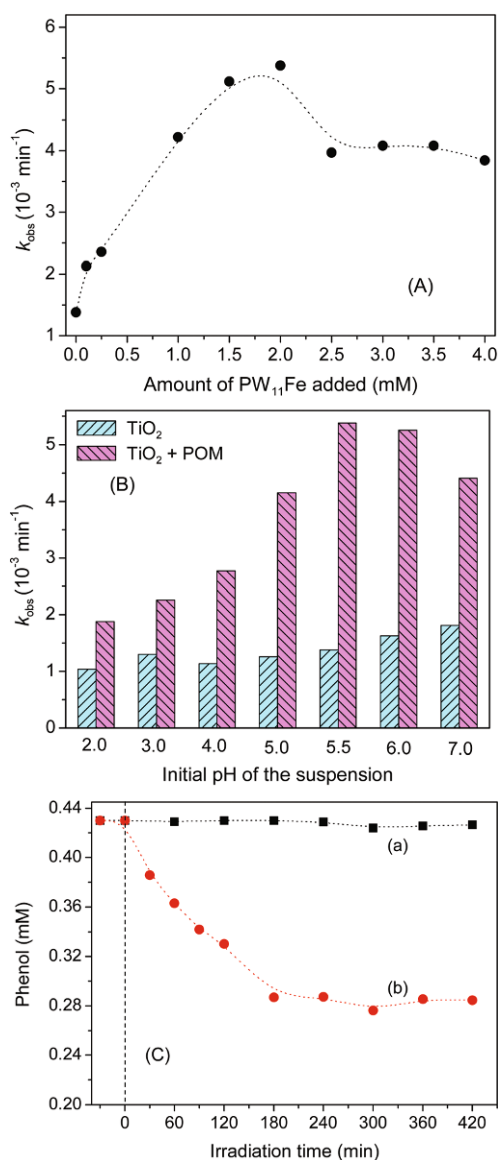 6
5
4
3
2
1
k_obs (10⁻³ min⁻¹)
(A)
0.0 0.5 1.0 1.5 2.0 2.5 3.0 3.5 4.0
Amount of PW₁₁Fe added (mM)
TiO₂
TiO₂ + POM
(B)
5
4
3
2
1
0
k_obs (10⁻³ min⁻¹)
2.0 3.0 4.0 5.0 5.5 6.0 7.0
Initial pH of the suspension
0.44
0.40
0.36
0.32
0.28
0.24
0.20
Phenol (mM)
(a)
(b)
(C)
0 60 120 180 240 300 360 420
Irradiation time (min)